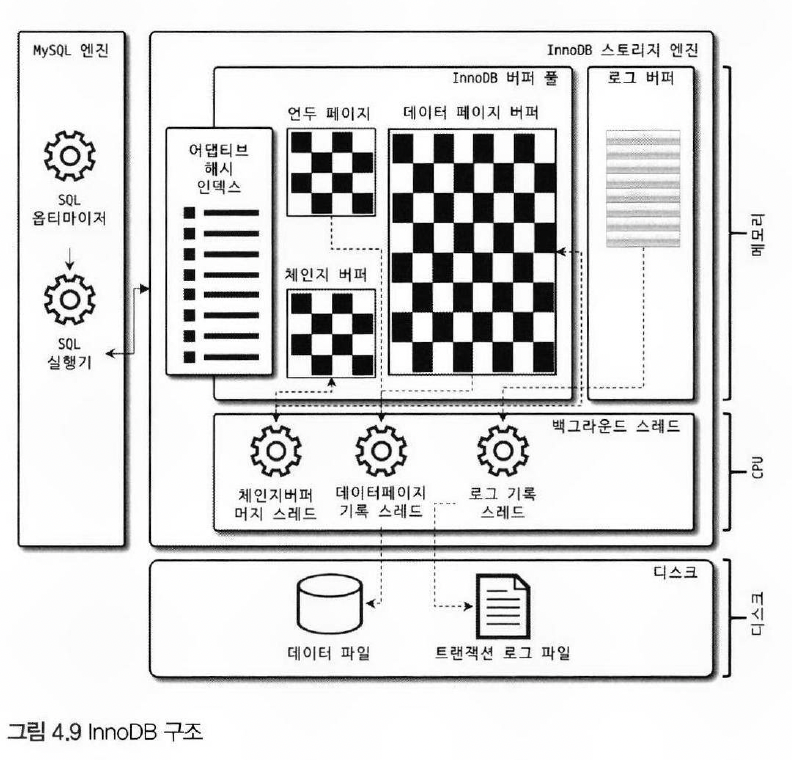 MySQL 엔진
InnoDB 스토리지 엔진
InnoDB 버퍼 풀
로그 버퍼
언두 페이지
데이터 페이지 버퍼
어댑티브
해시
인덱스
SQL
옵티마이저
체인지 버퍼
SQL
실행기
메모리
백그라운드 스레드
체인지버퍼
머지 스레드
데이터페이지
기록 스레드
로그 기록
스레드
CPU
디스크
데이터 파일
트랜잭션 로그 파일
디스크
그림 4.9 InnoDB 구조